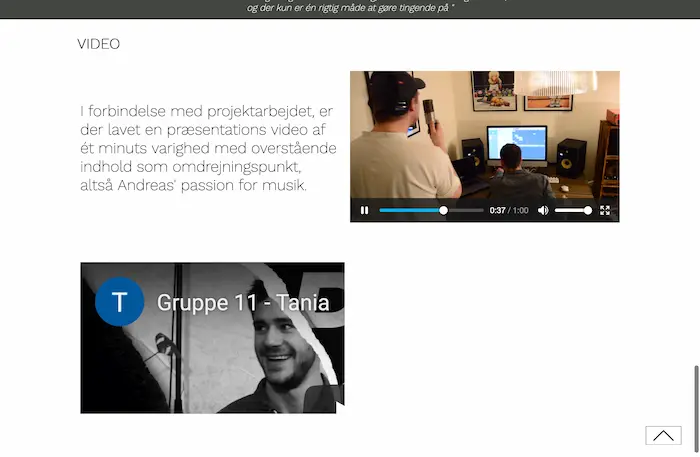 og der kun er én rigtig måde at gøre tingende på "
VIDEO
I forbindelse med projektarbejdet, er
der lavet en præsentations video af
ét minuts varighed med overstående
indhold som omdrejningspunkt,
altså Andreas' passion for musik.
0:37 / 1:00
T
Gruppe 11 - Tania